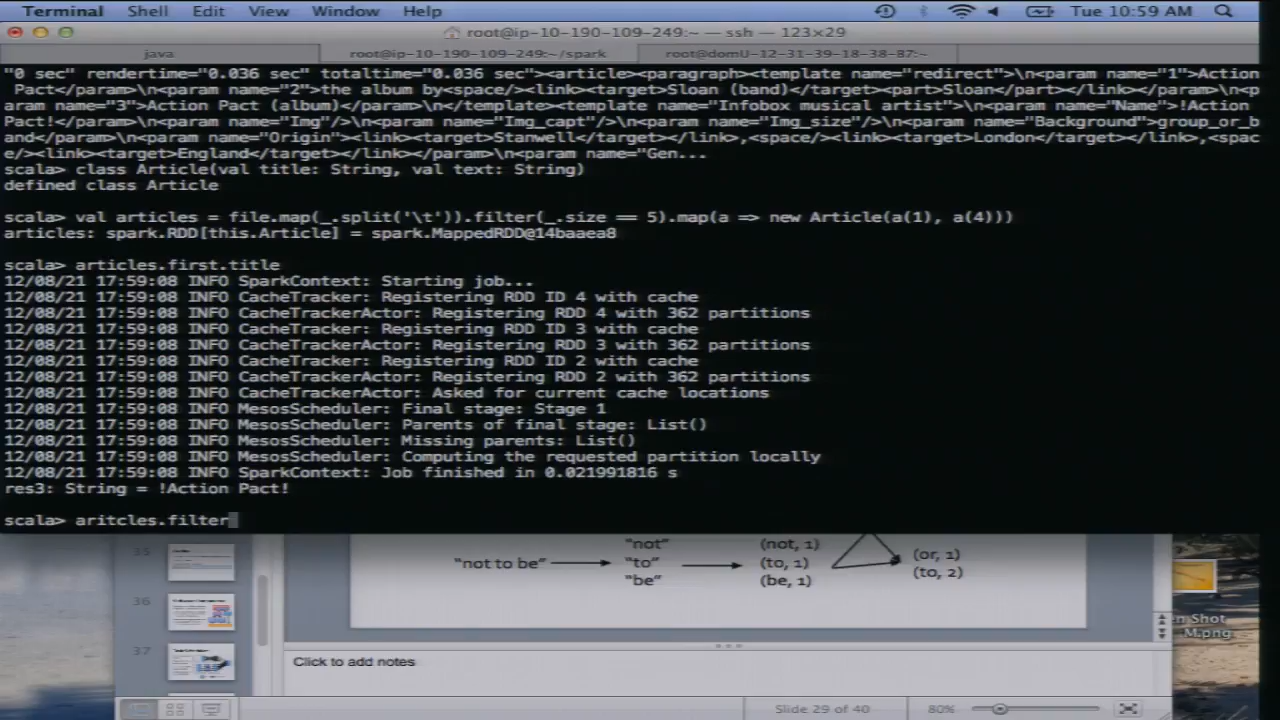 Terminal Shell Edit View Window Help Tue 10:59 AM
root@ip-10-190-109-249:~ — ssh — 123×29
java root@ip-10-190-109-249:~/spark root@domU-12-31-39-18-38-87:~
"0 sec" rendertime="0.036 sec" totaltime="0.036 sec"><article><paragraph><template name="redirect">\n<param name="1">Action
Pact</param>\n<param name="2">the album by<space/><link><target>Sloan (band)</target><part>Sloan</part></link></param>\n<p
aram name="3">Action Pact (album)</param>\n</template><template name="Infobox musical artist">\n<param name="Name">!Action
Pact!</param>\n<param name="Img"/>\n<param name="Img_capt"/>\n<param name="Img_size"/>\n<param name="Background">group_or_b
and</param>\n<param name="Origin"><link><target>Stanwell</target></link>,<space/><link><target>London</target></link>,<spac
e/><link><target>England</target></link></param>\n<param name="Gen...
scala> class Article(val title: String, val text: String)
defined class Article
scala> val articles = file.map(_.split('\t')).filter(_.size == 5).map(a => new Article(a(1), a(4)))
articles: spark.RDD[this.Article] = spark.MappedRDD@14baaea8
scala> articles.first.title
12/08/21 17:59:08 INFO SparkContext: Starting job...
12/08/21 17:59:08 INFO CacheTracker: Registering RDD ID 4 with cache
12/08/21 17:59:08 INFO CacheTrackerActor: Registering RDD 4 with 362 partitions
12/08/21 17:59:08 INFO CacheTracker: Registering RDD ID 3 with cache
12/08/21 17:59:08 INFO CacheTrackerActor: Registering RDD 3 with 362 partitions
12/08/21 17:59:08 INFO CacheTracker: Registering RDD ID 2 with cache
12/08/21 17:59:08 INFO CacheTrackerActor: Registering RDD 2 with 362 partitions
12/08/21 17:59:08 INFO CacheTrackerActor: Asked for current cache locations
12/08/21 17:59:08 INFO MesosScheduler: Final stage: Stage 1
12/08/21 17:59:08 INFO MesosScheduler: Parents of final stage: List()
12/08/21 17:59:08 INFO MesosScheduler: Missing parents: List()
12/08/21 17:59:08 INFO MesosScheduler: Computing the requested partition locally
12/08/21 17:59:08 INFO SparkContext: Job finished in 0.021991816 s
res3: String = !Action Pact!
scala> aritcles.filter
"not to be"
"not"
"to"
"be"
(not, 1)
(to, 1)
(be, 1)
(or, 1)
(to, 2)
35
36
37
en Shot
M.png
Click to add notes
Slide 29 of 40 80%